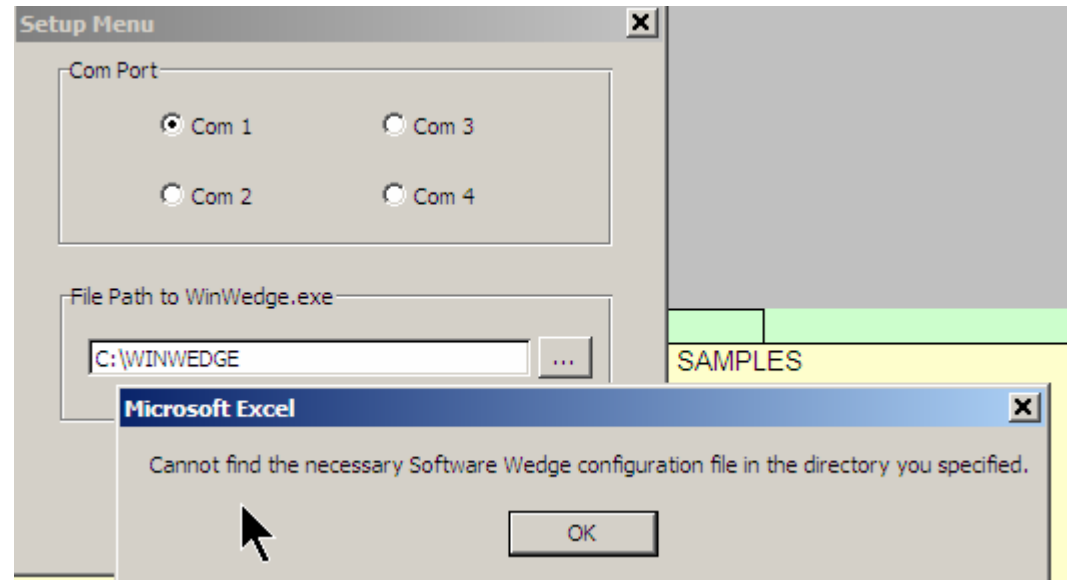 Setup Menu
Com Port
Com 1
Com 3
Com 2
Com 4
File Path to WinWedge.exe
C:\WINWEDGE
...
SAMPLES
Microsoft Excel
Cannot find the necessary Software Wedge configuration file in the directory you specified.
OK